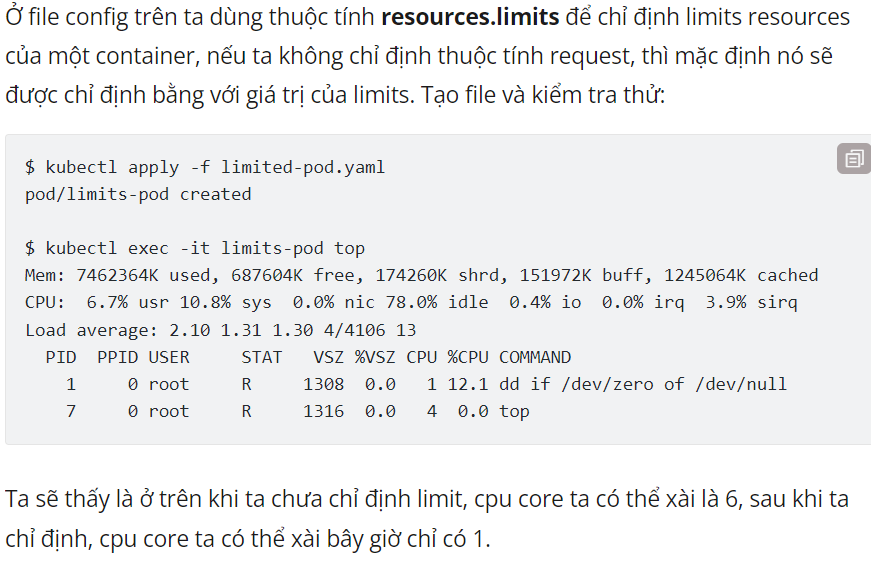 Ở file config trên ta dùng thuộc tính resources.limits để chỉ định limits resources
của một container, nếu ta không chỉ định thuộc tính request, thì mặc định nó sẽ
được chỉ định bằng với giá trị của limits. Tạo file và kiểm tra thử:
$ kubectl apply -f limited-pod.yaml
pod/limits-pod created
$ kubectl exec -it limits-pod top
Mem: 7462364K used, 687604K free, 174260K shrd, 151972K buff, 1245064K cached
CPU:  6.7% usr 10.8% sys  0.0% nic 78.0% idle  0.4% io  0.0% irq  3.9% sirq
Load average: 2.10 1.31 1.30 4/4106 13
  PID  PPID USER     STAT   VSZ %VSZ CPU %CPU COMMAND
    1     0 root     R     1308  0.0   1 12.1 dd if /dev/zero of /dev/null
    7     0 root     R     1316  0.0   4  0.0 top
Ta sẽ thấy là ở trên khi ta chưa chỉ định limit, cpu core ta có thể xài là 6, sau khi ta
chỉ định, cpu core ta có thể xài bây giờ chỉ có 1.